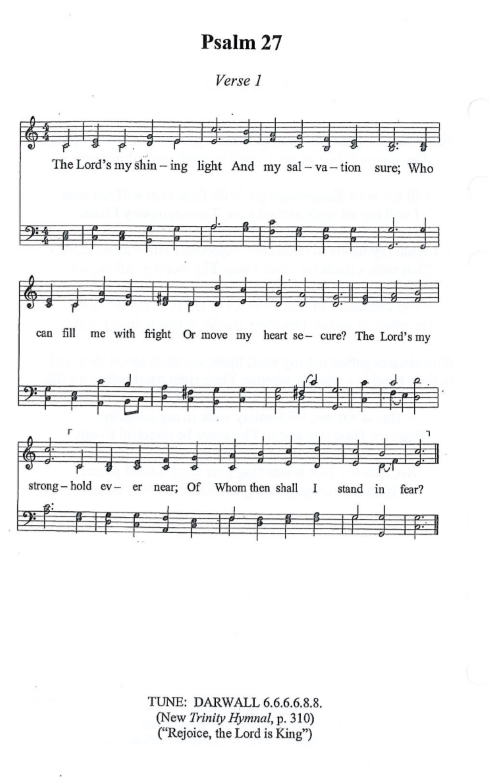 Psalm 27
Verse 1
The Lord's my shin – ing light And my sal – va – tion sure; Who
can fill me with fright Or move my heart se – cure? The Lord's my
strong – hold ev – er near; Of Whom then shall I stand in fear?
TUNE: DARWALL 6.6.6.6.8.8.
(New Trinity Hymnal, p. 310)
("Rejoice, the Lord is King")